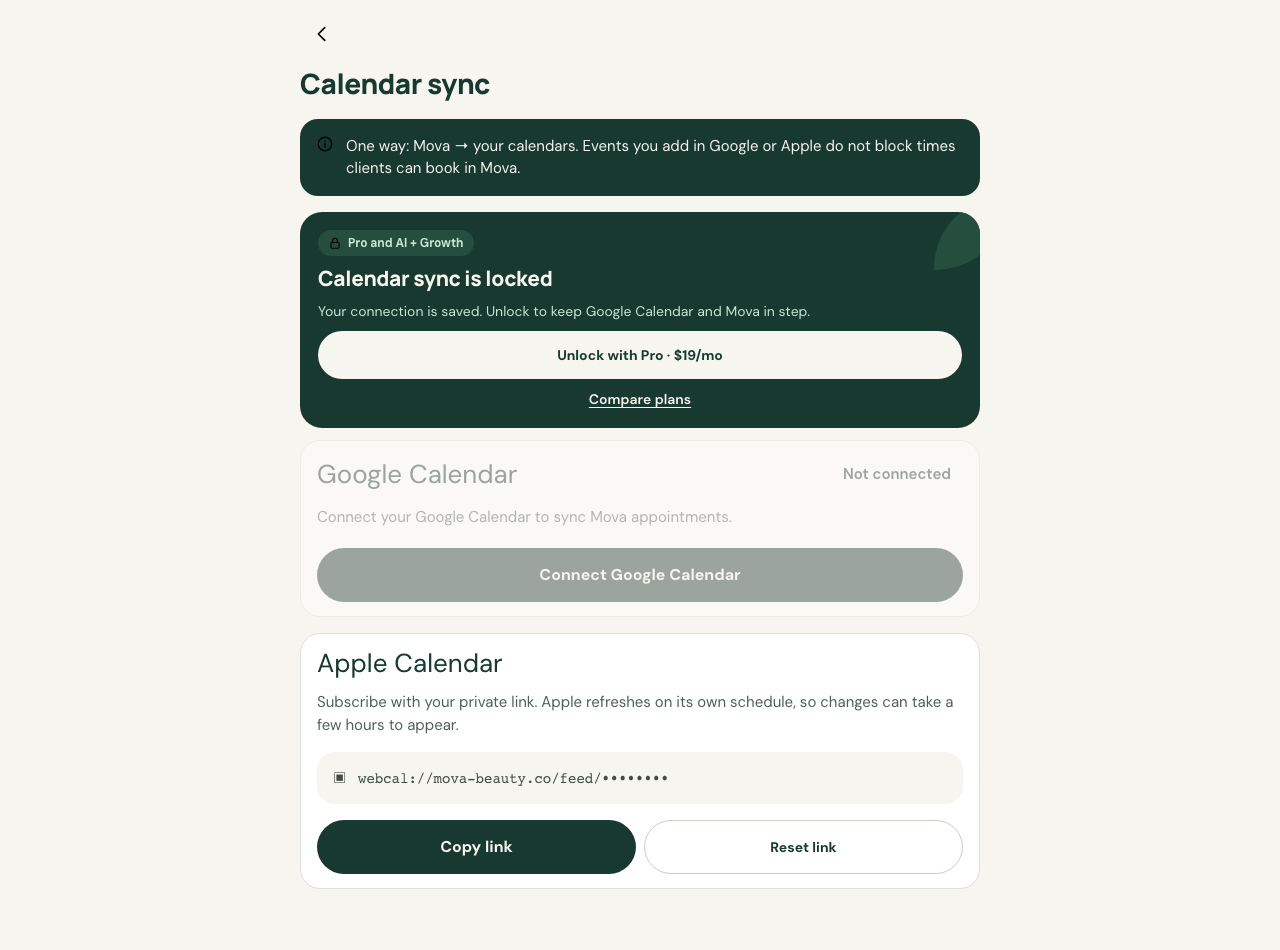 Calendar sync
One way: Mova → your calendars. Events you add in Google or Apple do not block times
clients can book in Mova.
Pro and AI + Growth
Calendar sync is locked
Your connection is saved. Unlock to keep Google Calendar and Mova in step.
Unlock with Pro · $19/mo
Compare plans
Google Calendar
Not connected
Connect your Google Calendar to sync Mova appointments.
Connect Google Calendar
Apple Calendar
Subscribe with your private link. Apple refreshes on its own schedule, so changes can take a
few hours to appear.
▣ webcal://mova-beauty.co/feed/••••••••
Copy link
Reset link